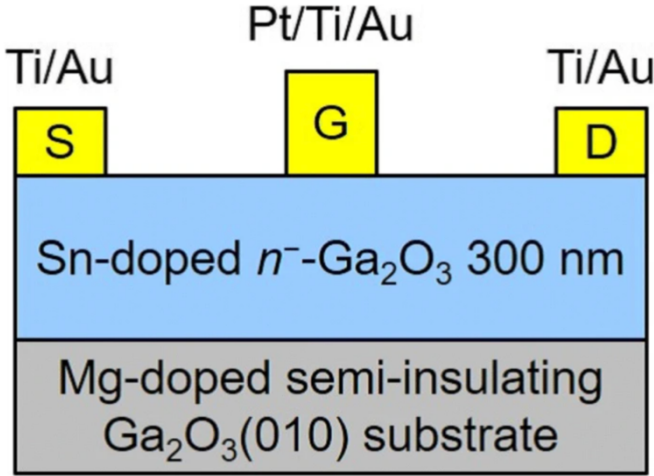 Pt/Ti/Au
Ti/Au
Ti/Au
S
G
D
Sn-doped n⁻-Ga₂O₃ 300 nm
Mg-doped semi-insulating
Ga₂O₃(010) substrate